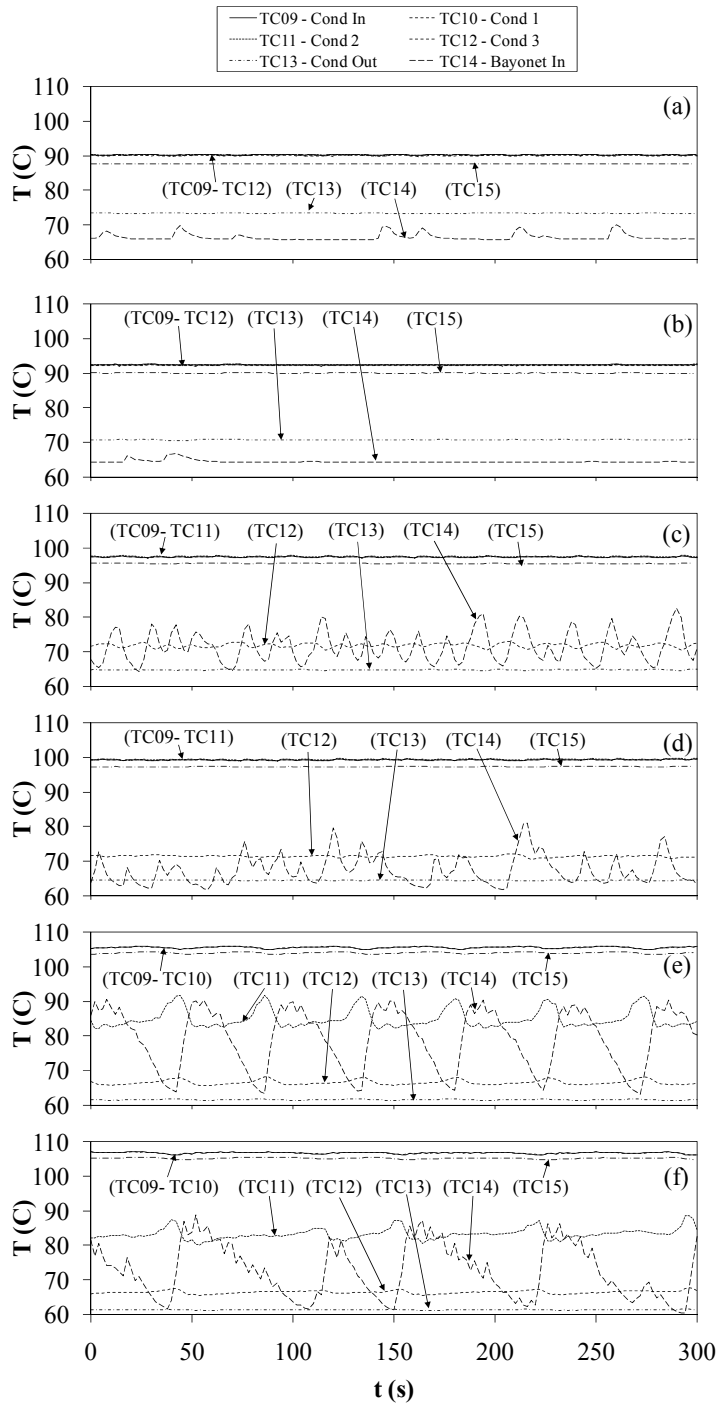 TC09 - Cond In TC10 - Cond 1
TC11 - Cond 2 TC12 - Cond 3
TC13 - Cond Out TC14 - Bayonet In
110
100
90
80
70
60
T (C)
(a)
(TC09- TC12) (TC13) (TC14) (TC15)
110
100
90
80
70
60
T (C)
(b)
(TC09- TC12) (TC13) (TC14) (TC15)
110
100
90
80
70
60
T (C)
(c)
(TC09- TC11) (TC12) (TC13) (TC14) (TC15)
110
100
90
80
70
60
T (C)
(d)
(TC09- TC11) (TC12) (TC13) (TC14) (TC15)
110
100
90
80
70
60
T (C)
(e)
(TC09- TC10) (TC11) (TC12) (TC13) (TC14) (TC15)
110
100
90
80
70
60
T (C)
(f)
(TC09- TC10) (TC11) (TC12) (TC13) (TC14) (TC15)
0 50 100 150 200 250 300
t (s)